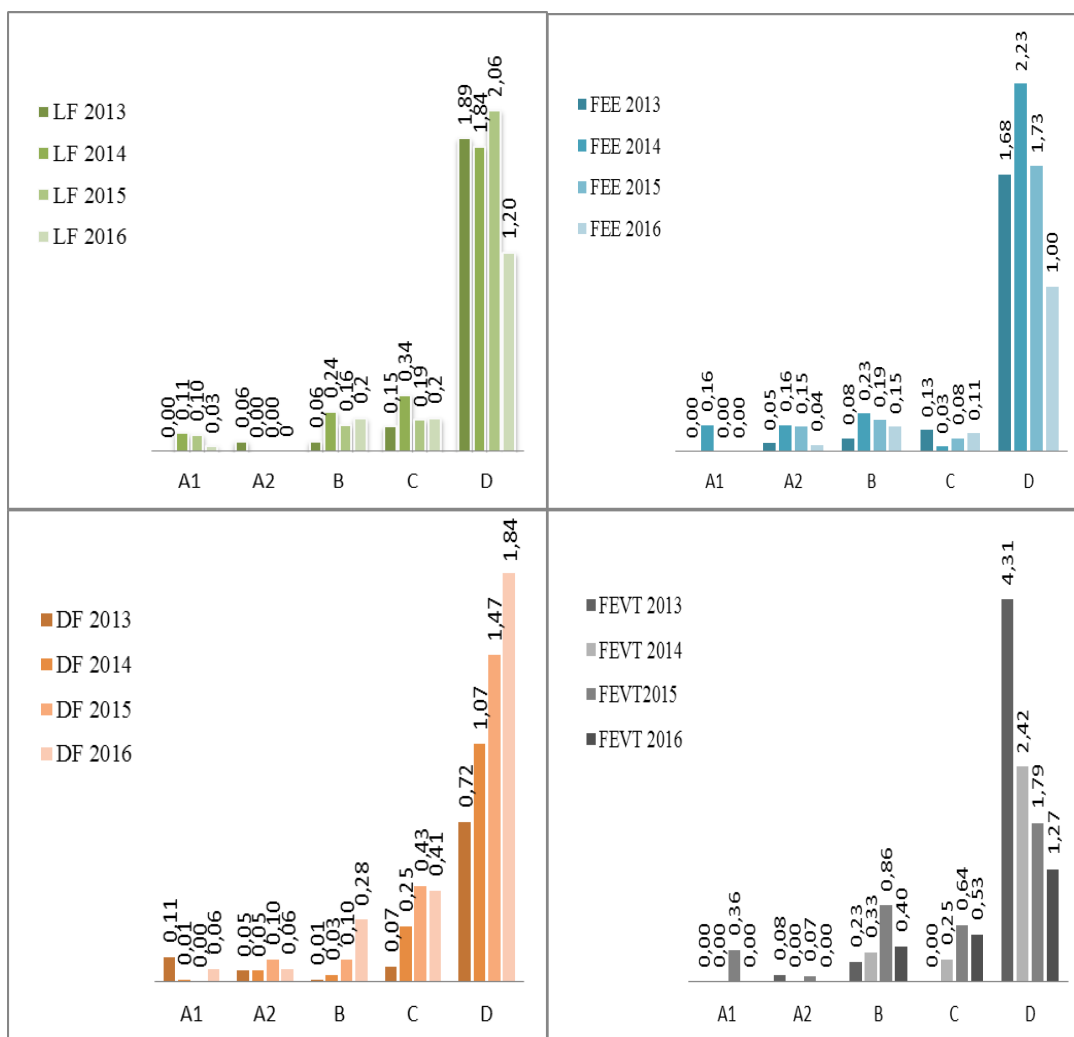 LF 2013
LF 2014
LF 2015
LF 2016
0,00 0,11 0,10 0,03
0,06 0,00 0,00 0
0,06 0,24 0,16 0,2
0,15 0,34 0,19 0,2
1,89 1,84 2,06 1,20
A1 A2 B C D
FEE 2013
FEE 2014
FEE 2015
FEE 2016
0,00 0,16 0,00 0,00
0,05 0,16 0,15 0,04
0,08 0,23 0,19 0,15
0,13 0,03 0,08 0,11
1,68 2,23 1,73 1,00
A1 A2 B C D
DF 2013
DF 2014
DF 2015
DF 2016
0,11 0,01 0,00 0,06
0,05 0,05 0,10 0,06
0,01 0,03 0,10 0,28
0,07 0,25 0,43 0,41
0,72 1,07 1,47 1,84
A1 A2 B C D
FEVT 2013
FEVT 2014
FEVT2015
FEVT 2016
0,00 0,00 0,36 0,00
0,08 0,00 0,07 0,00
0,23 0,33 0,86 0,40
0,00 0,25 0,64 0,53
4,31 2,42 1,79 1,27
A1 A2 B C D